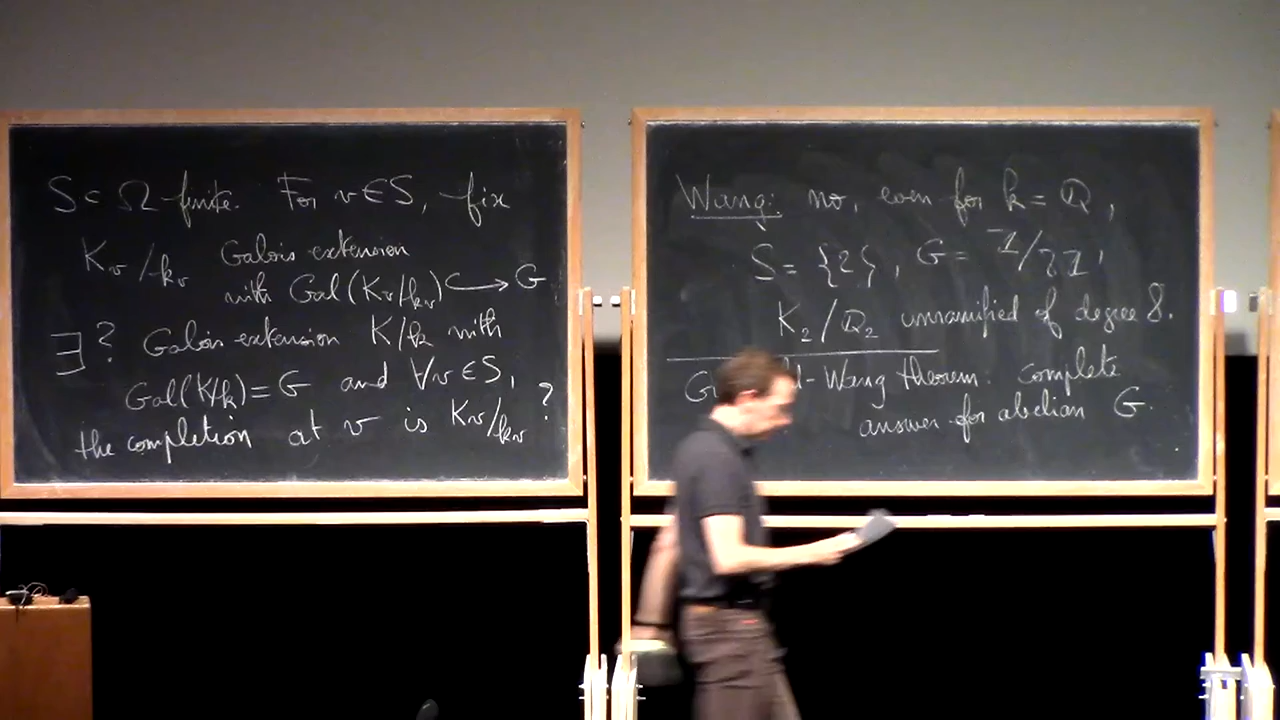 S ⊂ Ω finite. For v ∈ S, fix
K_v / k_v Galois extension
with Gal(K_v/k_v) ↪ G
∃? Galois extension K/k with
Gal(K/k) = G and ∀v ∈ S,
the completion at v is K_v/k_v ?
Wang: no, even for k = Q,
S = {2}, G = Z/8Z,
K_2 / Q_2 unramified of degree 8.
-Wang theorem. complete
answer for abelian G.